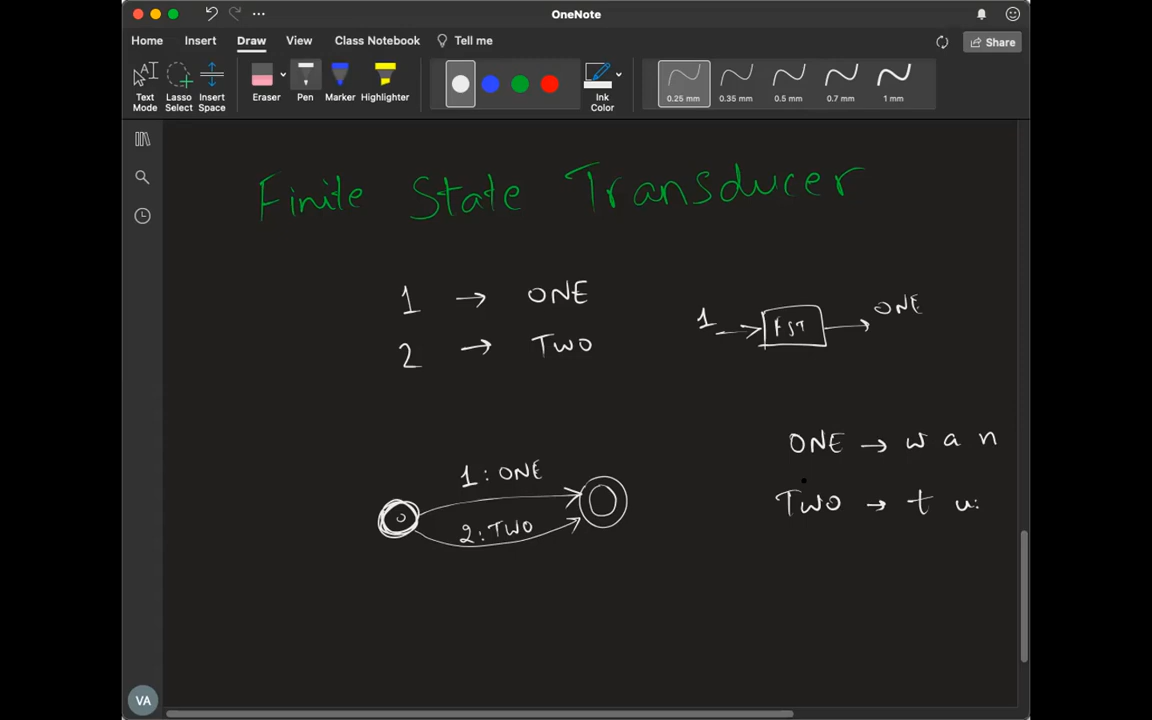 OneNote
Home Insert Draw View Class Notebook Tell me
Share
Text Mode
Lasso Select
Insert Space
Eraser
Pen
Marker
Highlighter
Ink Color
0.25 mm 0.35 mm 0.5 mm 0.7 mm 1 mm
Finite State Transducer
1 → ONE
2 → TWO
1 → FST → ONE
ONE → w a n
TWO → t u:
1 : ONE
2 : TWO
0
VA